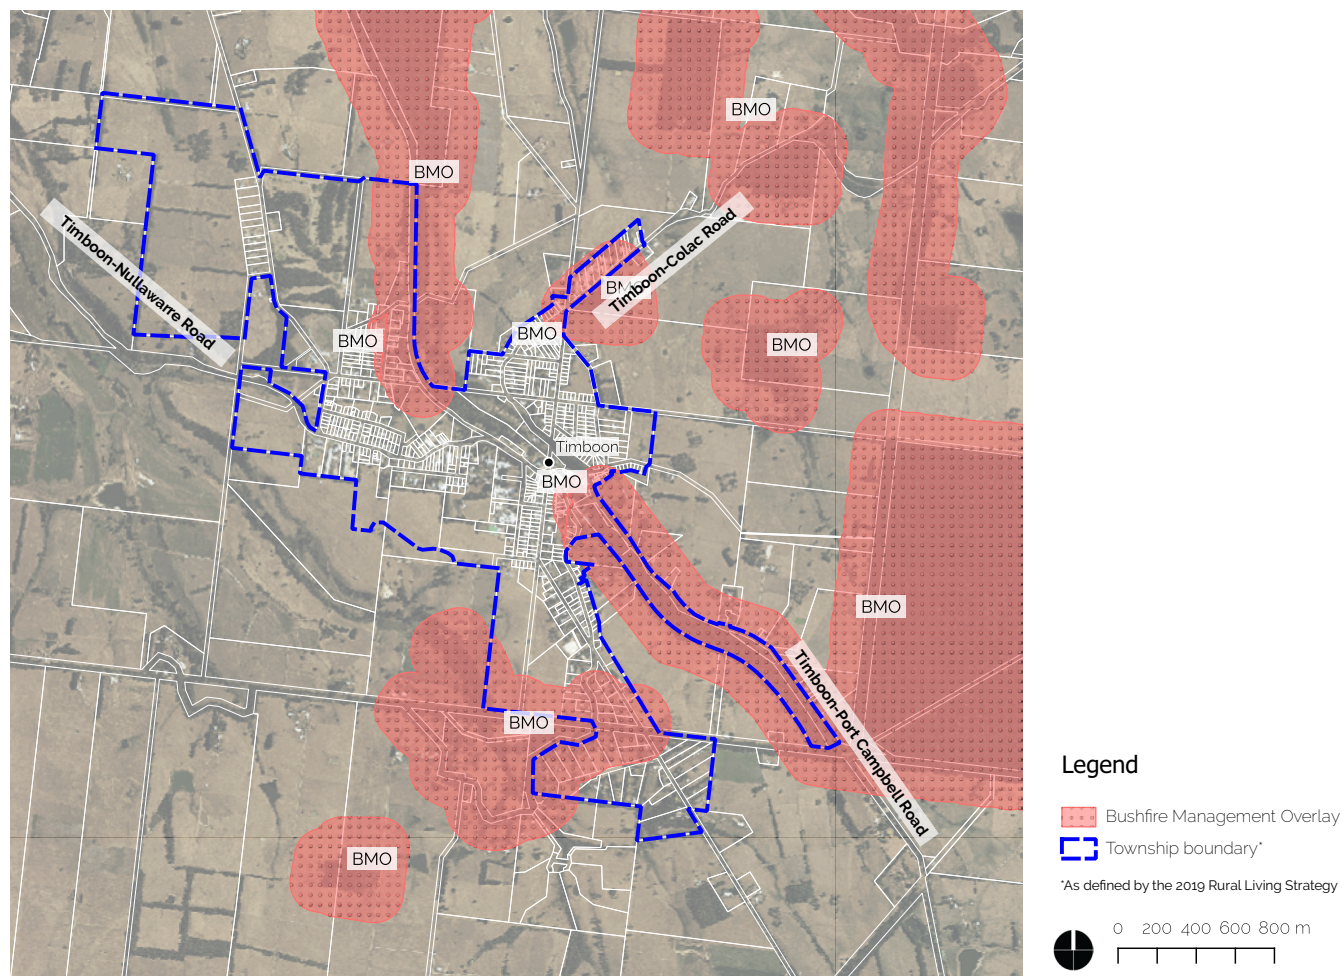 BMO
BMO
Timboon-Nullawarre Road
Timboon-Colac Road
BMO
BMO
BMO
BMO
Timboon
BMO
BMO
Timboon-Port Campbell Road
BMO
BMO
Legend
Bushfire Management Overlay
Township boundary*
*As defined by the 2019 Rural Living Strategy
0 200 400 600 800 m